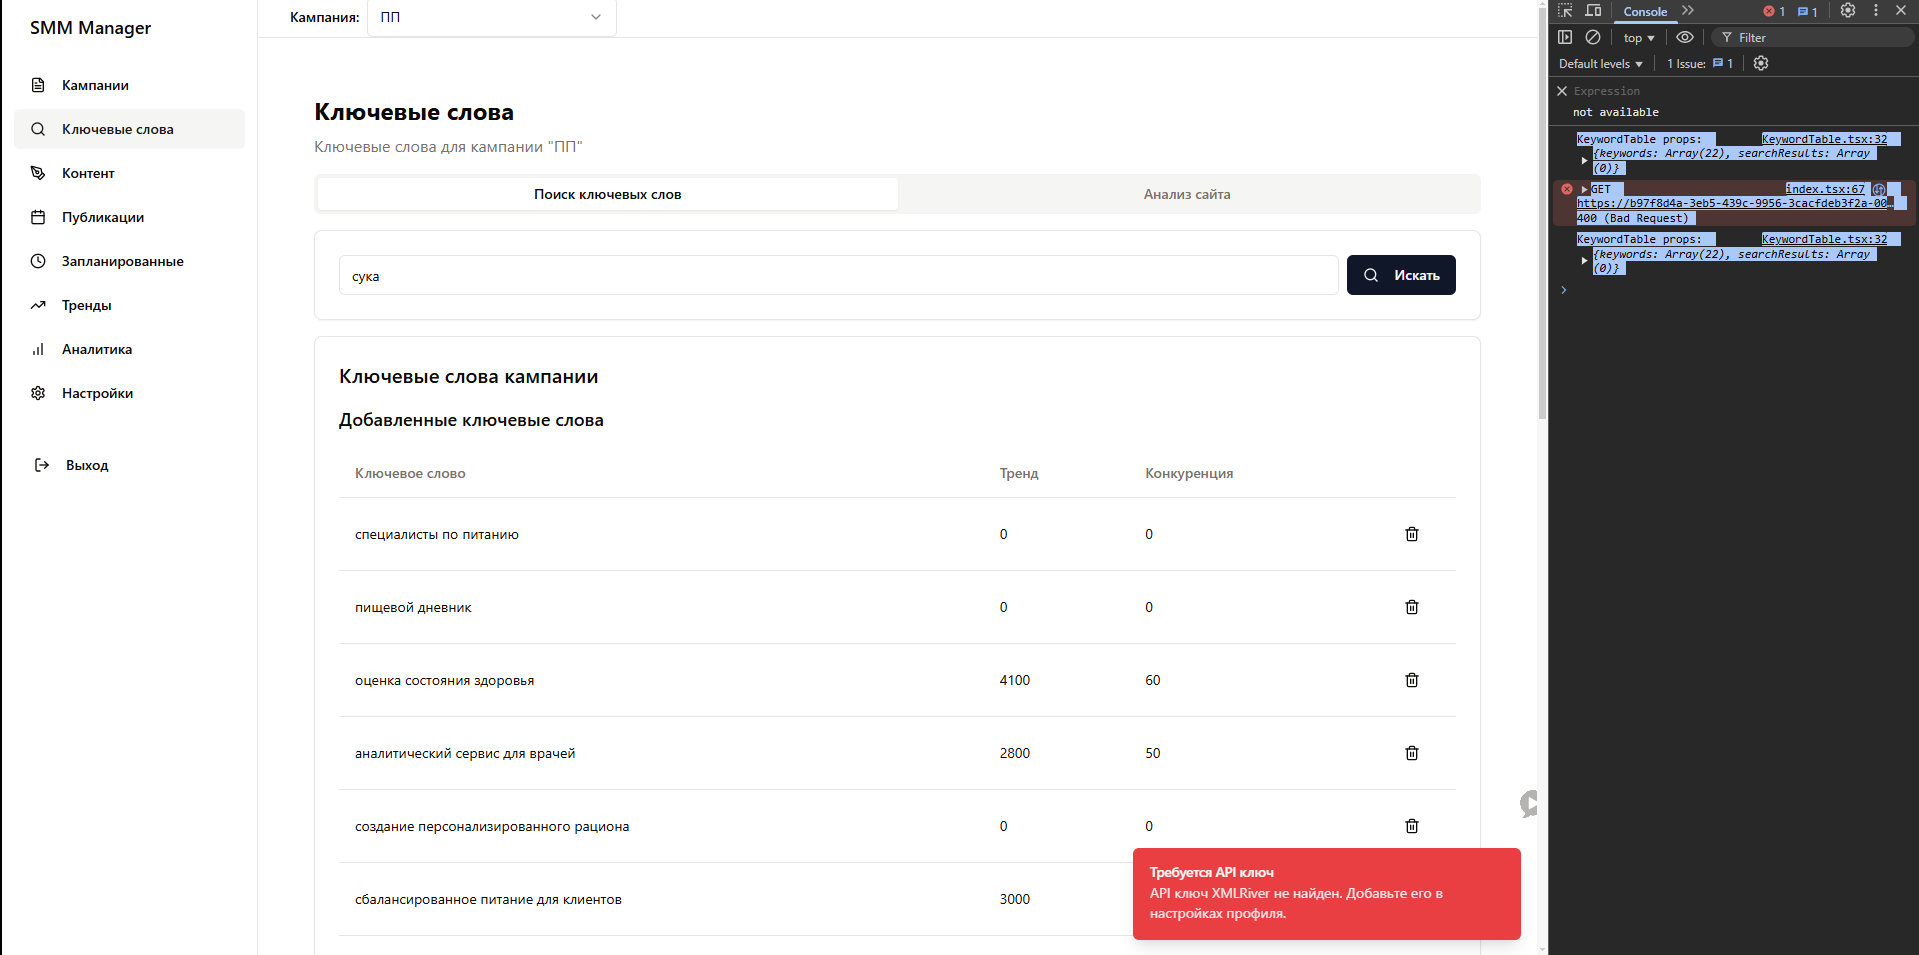 SMM Manager
Кампании
Ключевые слова
Контент
Публикации
Запланированные
Тренды
Аналитика
Настройки
Выход
Кампания:
ПП
Ключевые слова
Ключевые слова для кампании "ПП"
Поиск ключевых слов
Анализ сайта
сука
Искать
Ключевые слова кампании
Добавленные ключевые слова
Ключевое слово Тренд Конкуренция
специалисты по питанию 0 0
пищевой дневник 0 0
оценка состояния здоровья 4100 60
аналитический сервис для врачей 2800 50
создание персонализированного рациона 0 0
сбалансированное питание для клиентов 3000
Требуется API ключ
API ключ XMLRiver не найден. Добавьте его в
настройках профиля.
Console 1 1
top Filter
Default levels 1 Issue: 1
Expression
not available
KeywordTable props: KeywordTable.tsx:32
{keywords: Array(22), searchResults: Array
(0)}
GET index.tsx:67
https://b97f8d4a-3eb5-439c-9956-3cacfdeb3f2a-00…
400 (Bad Request)
KeywordTable props: KeywordTable.tsx:32
{keywords: Array(22), searchResults: Array
(0)}